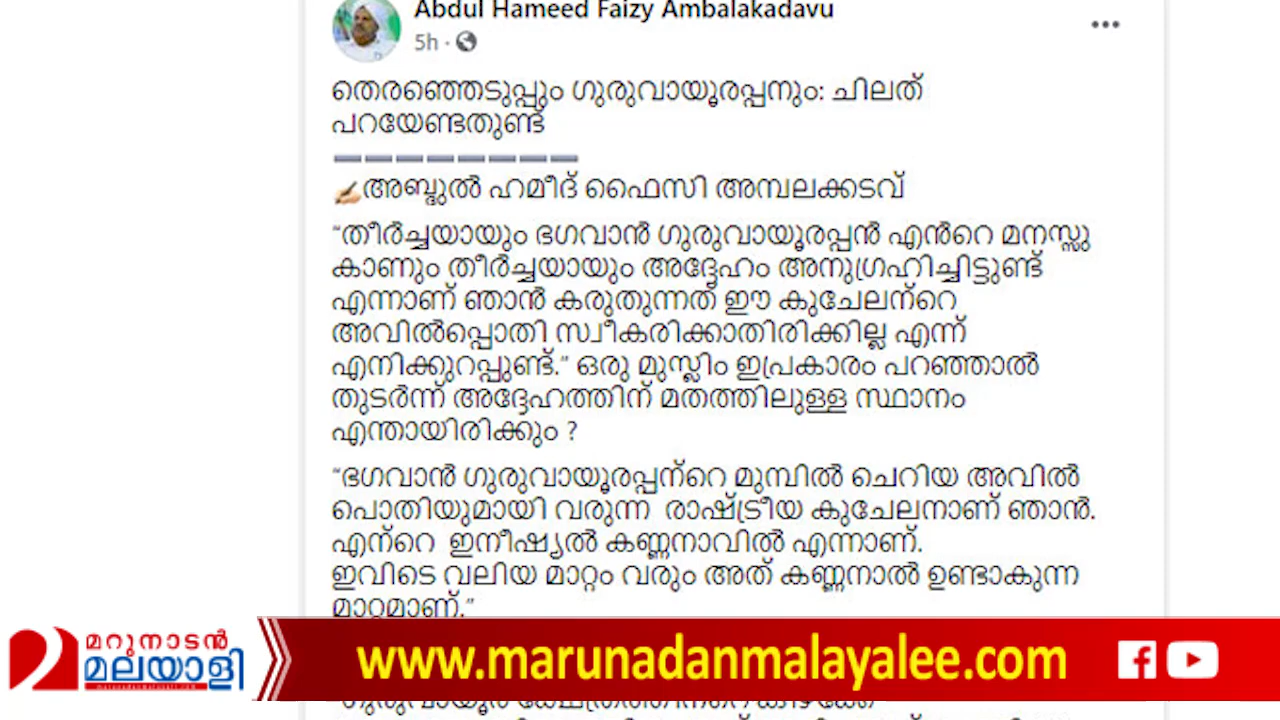 Abdul Hameed Faizy Ambalakadavu
5h
തെരഞ്ഞെടുപ്പും ഗുരുവായൂരപ്പനും: ചിലത്
പറയേണ്ടതുണ്ട്
അബ്ദുൽ ഹമീദ് ഫൈസി അമ്പലക്കടവ്
“തീർച്ചയായും ഭഗവാൻ ഗുരുവായൂരപ്പൻ എൻറെ മനസ്സു
കാണും തീർച്ചയായും അദ്ദേഹം അനുഗ്രഹിച്ചിട്ടുണ്ട്
എന്നാണ് ഞാൻ കരുതുന്നത് ഈ കുചേലന്റെ
അവിൽപ്പൊതി സ്വീകരിക്കാതിരിക്കില്ല എന്ന്
എനിക്കുറപ്പുണ്ട്.” ഒരു മുസ്ലിം ഇപ്രകാരം പറഞ്ഞാൽ
തുടർന്ന് അദ്ദേഹത്തിന് മതത്തിലുള്ള സ്ഥാനം
എന്തായിരിക്കും ?
“ഭഗവാൻ ഗുരുവായൂരപ്പന്റെ മുമ്പിൽ ചെറിയ അവിൽ
പൊതിയുമായി വരുന്ന രാഷ്ട്രീയ കുചേലനാണ് ഞാൻ.
എന്റെ ഇനീഷ്യൽ കണ്ണനാവിൽ എന്നാണ്.
ഇവിടെ വലിയ മാറ്റം വരും അത് കണ്ണനാൽ ഉണ്ടാകുന്ന
മാറ്റമാണ്.”
മറുനാടൻ
മലയാളി
www.marunadanmalayalee.com